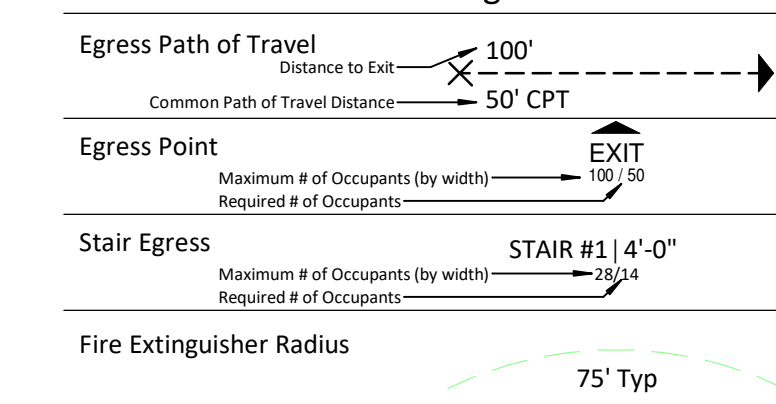 Egress Path of Travel
100'
Distance to Exit
Common Path of Travel Distance
50' CPT
Egress Point
EXIT
Maximum # of Occupants (by width)
100 / 50
Required # of Occupants
Stair Egress
STAIR #1 | 4'-0"
Maximum # of Occupants (by width)
28/14
Required # of Occupants
Fire Extinguisher Radius
75' Typ